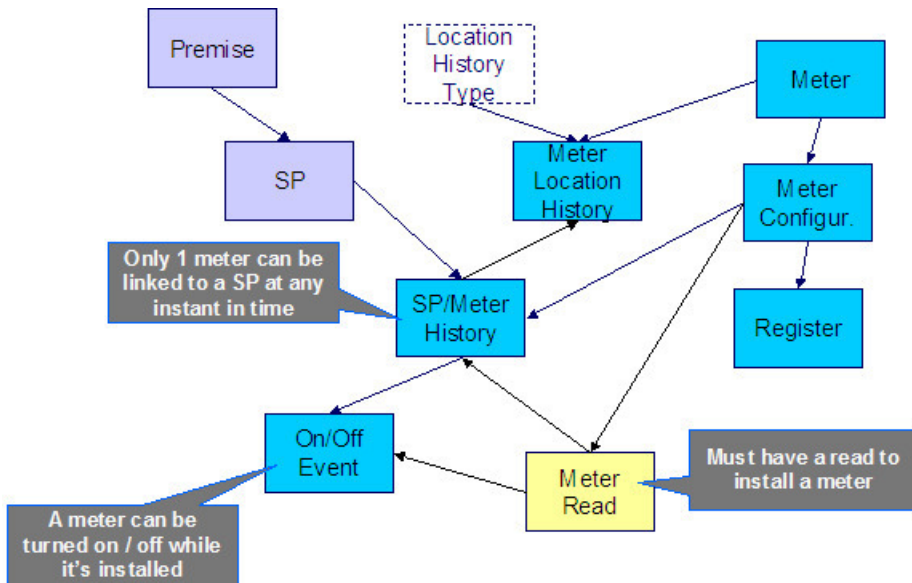 Premise
Location
History
Type
Meter
SP
Meter
Location
History
Meter
Configur.
Only 1 meter can be
linked to a SP at any
instant in time
SP/Meter
History
Register
On/Off
Event
Meter
Read
Must have a read to
install a meter
A meter can be
turned on / off while
it's installed